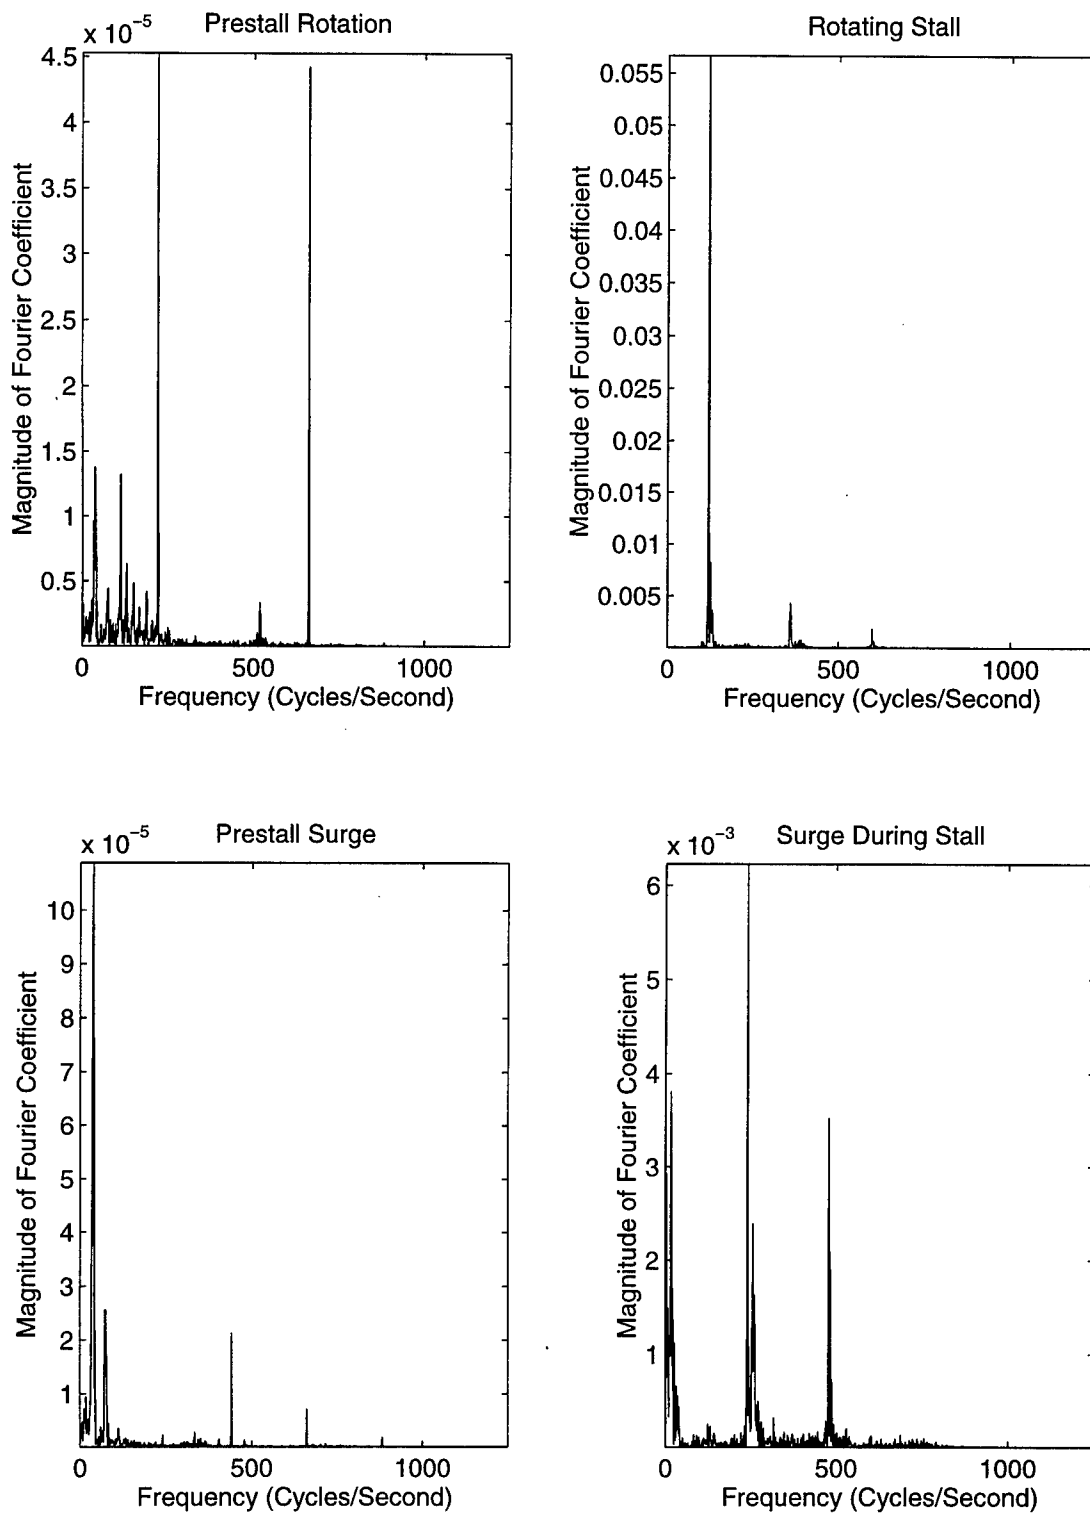 Prestall Rotation
x 10^-5
4.5
4
3.5
3
2.5
2
1.5
1
0.5
0 500 1000
Magnitude of Fourier Coefficient
Frequency (Cycles/Second)
Rotating Stall
0.055
0.05
0.045
0.04
0.035
0.03
0.025
0.02
0.015
0.01
0.005
0 500 1000
Magnitude of Fourier Coefficient
Frequency (Cycles/Second)
Prestall Surge
x 10^-5
10
9
8
7
6
5
4
3
2
1
0 500 1000
Magnitude of Fourier Coefficient
Frequency (Cycles/Second)
Surge During Stall
x 10^-3
6
5
4
3
2
1
0 500 1000
Magnitude of Fourier Coefficient
Frequency (Cycles/Second)